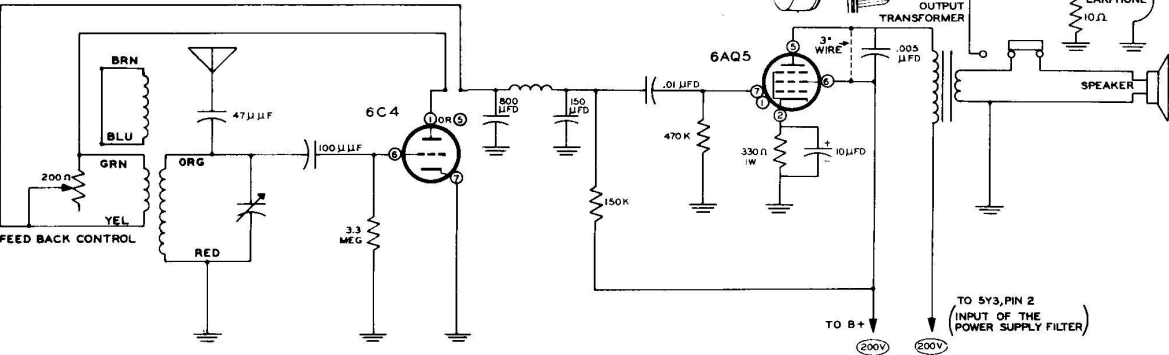 OUTPUT
TRANSFORMER
EARPHONE
10Ω
BRN
BLU
GRN
ORG
47μμF
200Ω
YEL
FEED BACK CONTROL
RED
100μμF
3.3
MEG
6C4
1 OR 5
6
7
800
μFD
150
μFD
150K
.01 μFD
470K
6AQ5
3"
WIRE
5
7
1
6
2
330Ω
1W
+
-
10μFD
.005
μFD
SPEAKER
TO B+
200V
200V
TO 5Y3, PIN 2
(INPUT OF THE
POWER SUPPLY FILTER)